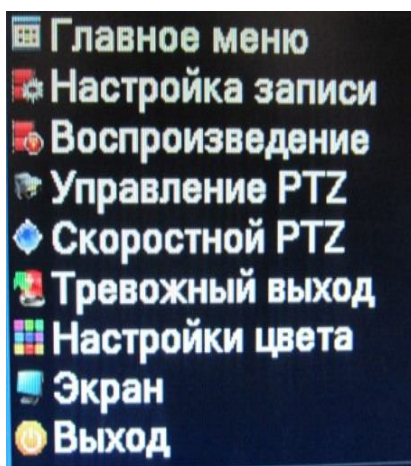 Главное меню
Настройка записи
Воспроизведение
Управление PTZ
Скоростной PTZ
Тревожный выход
Настройки цвета
Экран
Выход